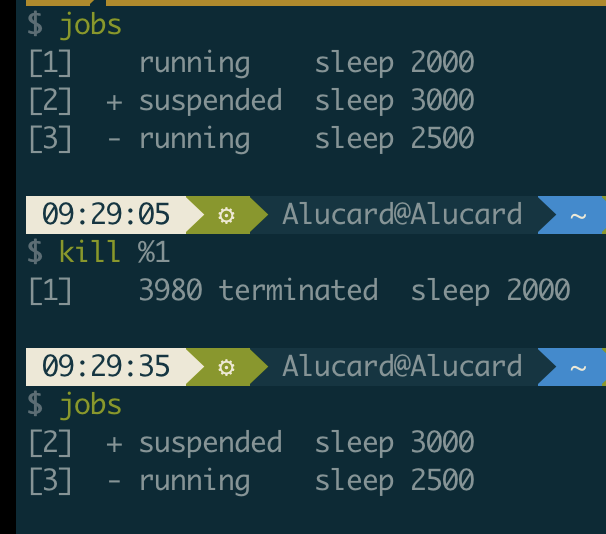 $ jobs
[1]    running    sleep 2000
[2]  + suspended  sleep 3000
[3]  - running    sleep 2500
09:29:05 ⚙ Alucard@Alucard ~
$ kill %1
[1]    3980 terminated  sleep 2000
09:29:35 ⚙ Alucard@Alucard ~
$ jobs
[2]  + suspended  sleep 3000
[3]  - running    sleep 2500